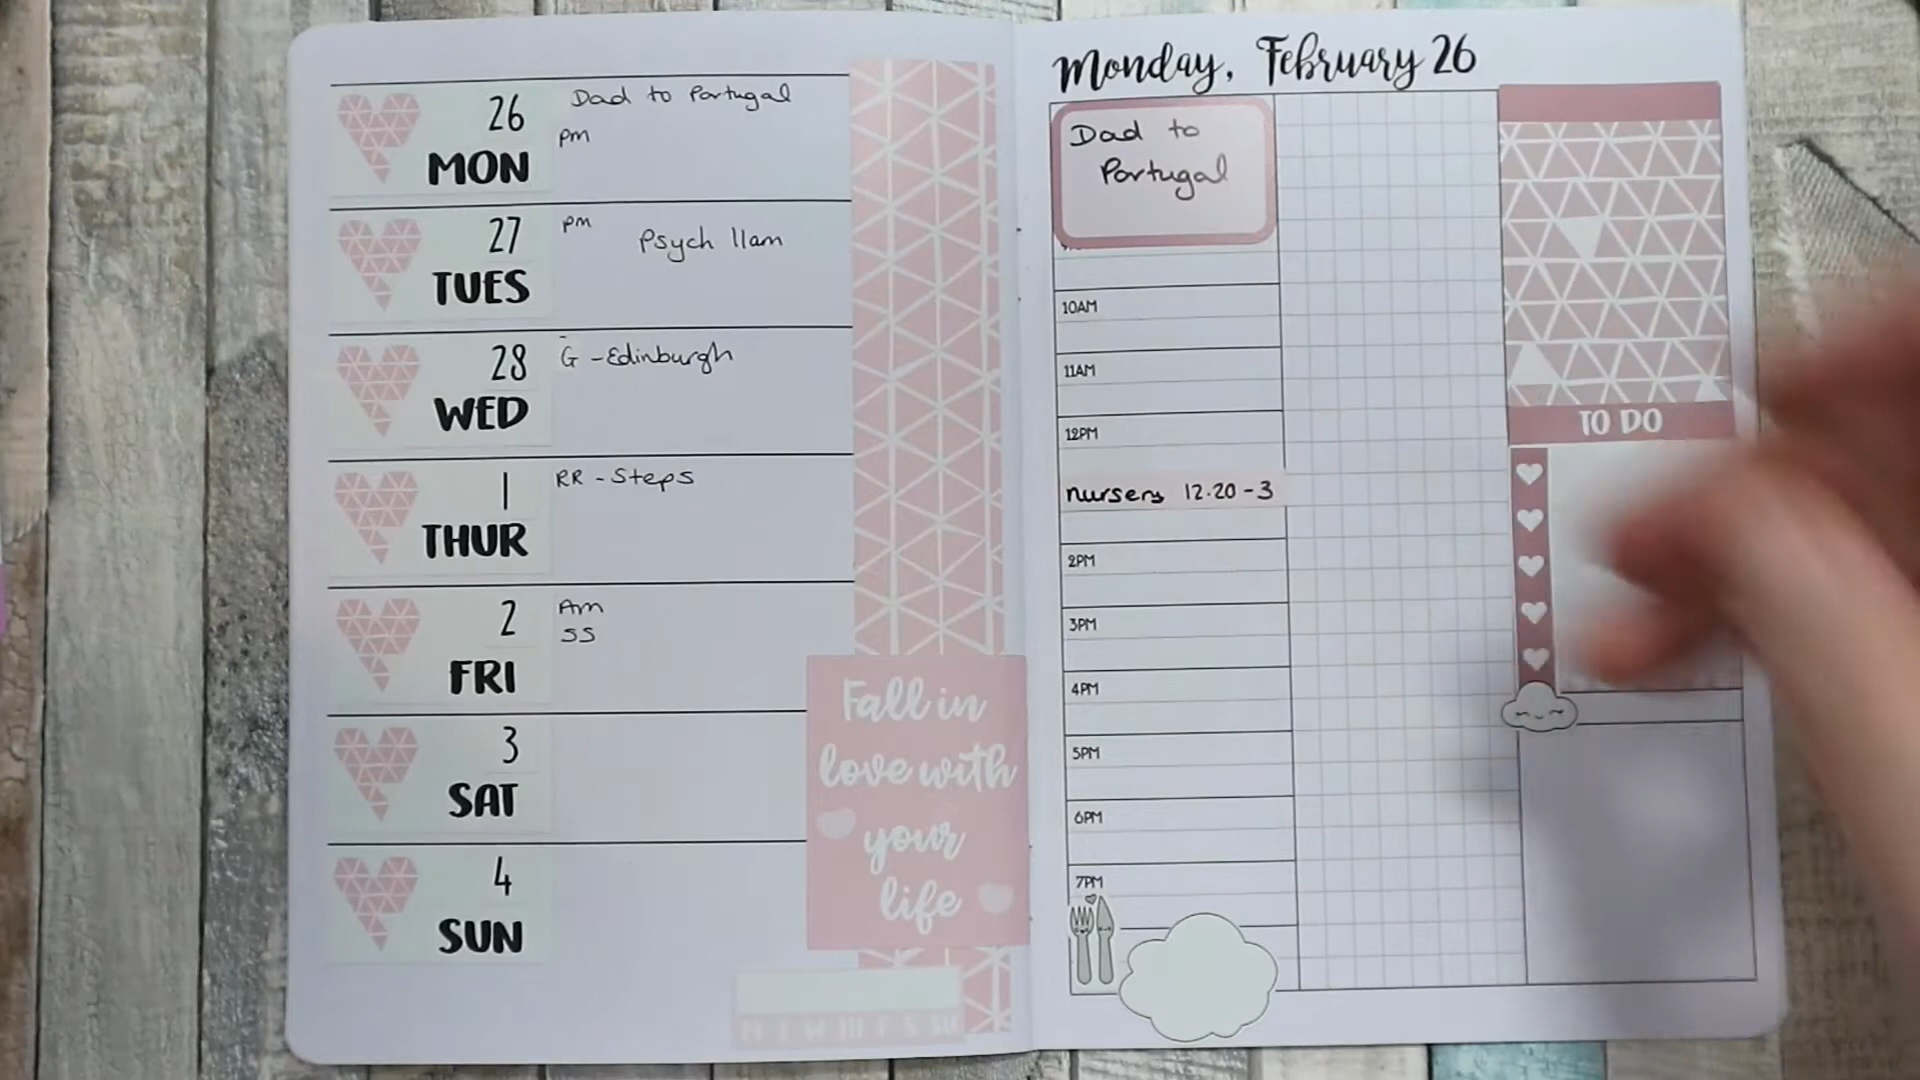 26
MON
Dad to Portugal
pm
27
TUES
pm
Psych 11am
28
WED
G - Edinburgh
1
THUR
RR - Steps
2
FRI
Am
SS
3
SAT
4
SUN
Fall in
love with
your
life
M T W TH F S SU
Monday, February 26
Dad to
Portugal
10AM
11AM
12PM
nursery 12.20-3
2PM
3PM
4PM
5PM
6PM
7PM
TO DO